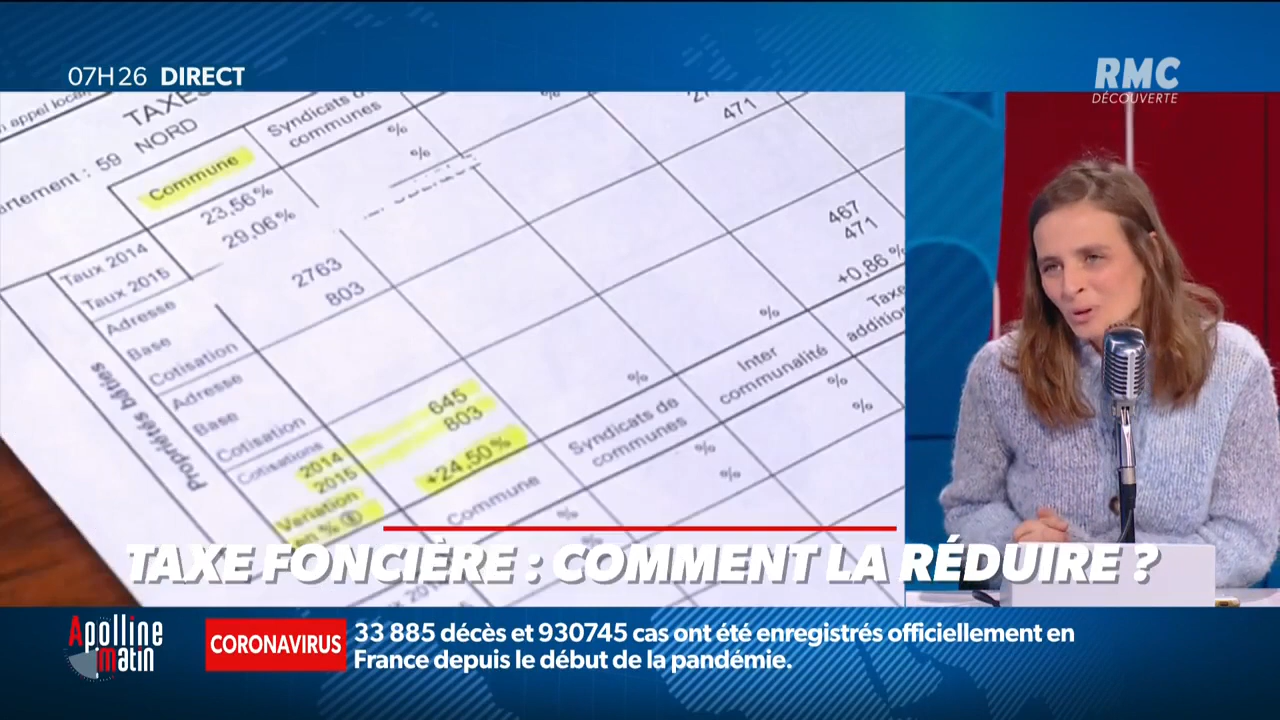 07H26 DIRECT
RMC
DÉCOUVERTE
TAXES
: 59 NORD
Commune
Syndicats
communes
%
%
%
471
23,56%
29,06%
Taux 2014
Taux 2015
Adresse
Base
2763
Cotisation
803
Adresse
Base
Cotisation
Propriétés bâties
Cotisations
2014
645
2015
803
Variation
en %
+24,50%
467
471
+0,86 %
%
%
Commune
Syndicats de
communes
Inter
communalité
Taxe
%
%
%
%
%
%
TAXE FONCIÈRE : COMMENT LA RÉDUIRE ?
Apolline
Matin
CORONAVIRUS
33 885 décès et 930745 cas ont été enregistrés officiellement en
France depuis le début de la pandémie.